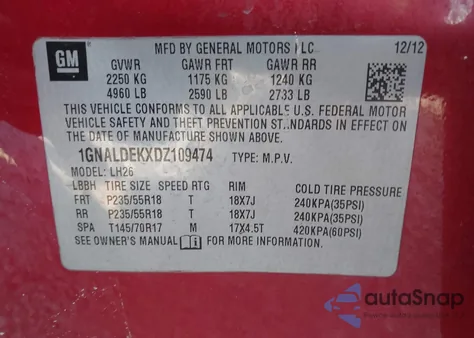 GM
MFD BY GENERAL MOTORS LLC 12/12
GVWR GAWR FRT GAWR RR
2250 KG 1175 KG 1240 KG
4960 LB 2590 LB 2733 LB
THIS VEHICLE CONFORMS TO ALL APPLICABLE U.S. FEDERAL MOTOR
VEHICLE SAFETY AND THEFT PREVENTION STANDARDS IN EFFECT ON
THE DATE OF MANUFACTURE SHOWN ABOVE.
1GNALDEKXDZ109474 TYPE: M.P.V.
MODEL: LH26
LBBH TIRE SIZE SPEED RTG RIM COLD TIRE PRESSURE
FRT P235/55R18 T 18X7J 240KPA(35PSI)
RR P235/55R18 T 18X7J 240KPA(35PSI)
SPA T145/70R17 M 17X4.5T 420KPA(60PSI)
SEE OWNER'S MANUAL FOR MORE INFORMATION.
autoSnap